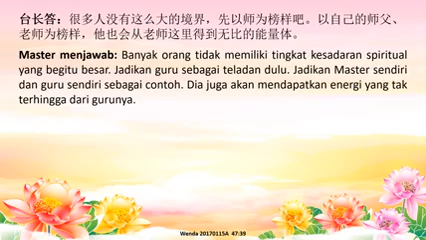 台长答：很多人没有这么大的境界，先以师为榜样吧。以自己的师父、
老师为榜样，他也会从老师这里得到无比的能量体。
Master menjawab: Banyak orang tidak memiliki tingkat kesadaran spiritual
yang begitu besar. Jadikan guru sebagai teladan dulu. Jadikan Master sendiri
dan guru sendiri sebagai contoh. Dia juga akan mendapatkan energi yang tak
terhingga dari gurunya.
Wenda 20170115A 47:39